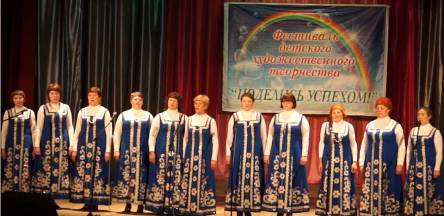 Фестиваль
детского
художественного
творчества
"ПОДЕЛИСЬ УСПЕХОМ!"